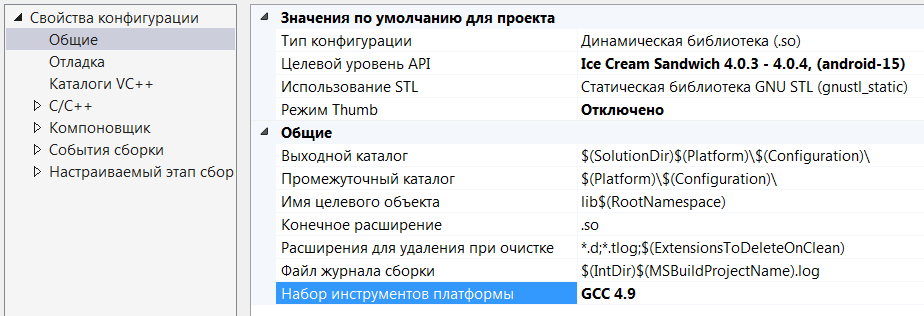 Свойства конфигурации
Общие
Отладка
Каталоги VC++
C/C++
Компоновщик
События сборки
Настраиваемый этап сбор
Значения по умолчанию для проекта
Тип конфигурации Динамическая библиотека (.so)
Целевой уровень API Ice Cream Sandwich 4.0.3 - 4.0.4, (android-15)
Использование STL Статическая библиотека GNU STL (gnustl_static)
Режим Thumb Отключено
Общие
Выходной каталог $(SolutionDir)$(Platform)\$(Configuration)\
Промежуточный каталог $(Platform)\$(Configuration)\
Имя целевого объекта lib$(RootNamespace)
Конечное расширение .so
Расширения для удаления при очистке *.d;*.tlog;$(ExtensionsToDeleteOnClean)
Файл журнала сборки $(IntDir)$(MSBuildProjectName).log
Набор инструментов платформы GCC 4.9